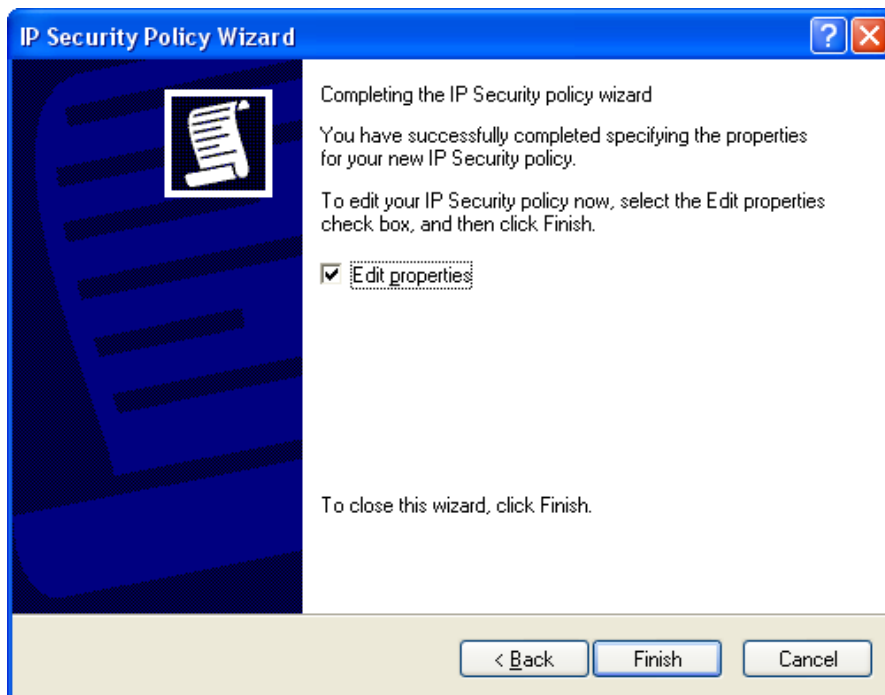 IP Security Policy Wizard
Completing the IP Security policy wizard
You have successfully completed specifying the properties
for your new IP Security policy.
To edit your IP Security policy now, select the Edit properties
check box, and then click Finish.
Edit properties
To close this wizard, click Finish.
< Back Finish Cancel